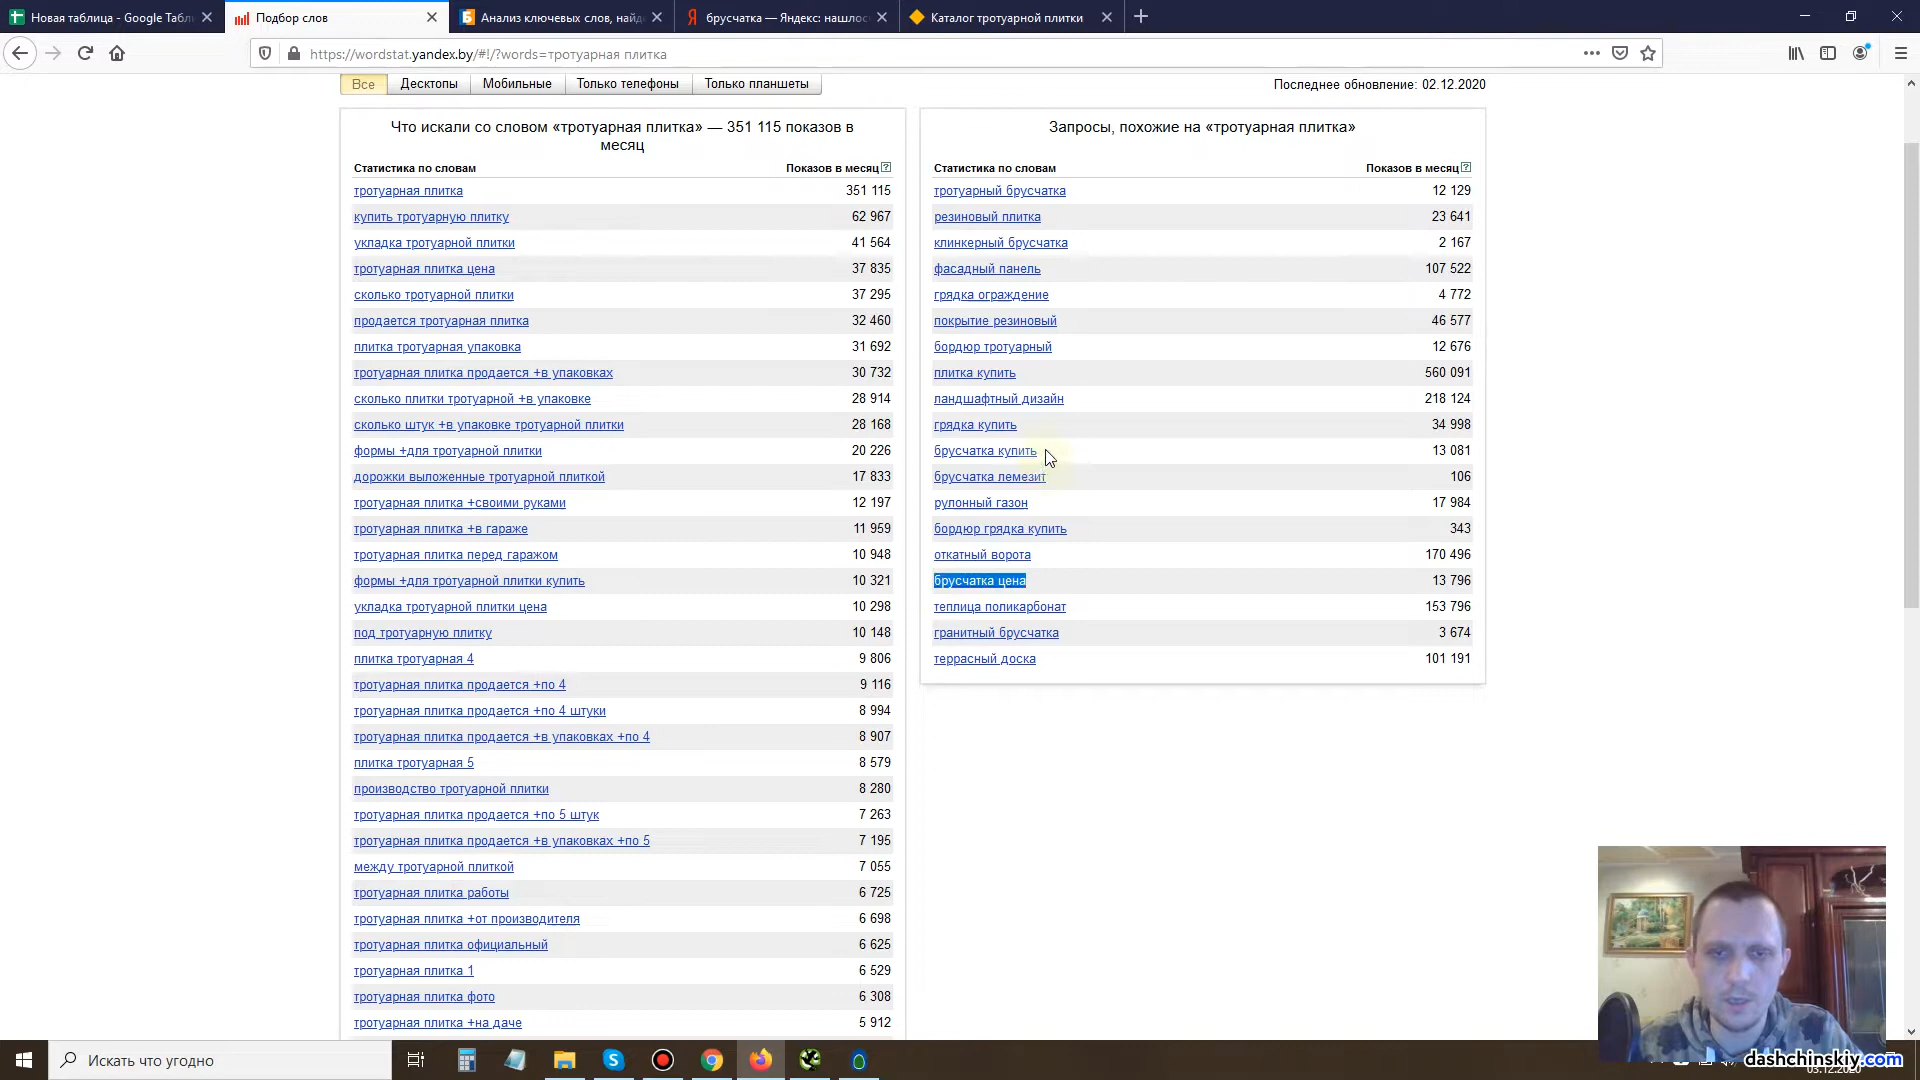 Новая таблица - Google Табл
Подбор слов
Анализ ключевых слов, найд
брусчатка — Яндекс: нашлос
Каталог тротуарной плитки
https://wordstat.yandex.by/#!/?words=тротуарная плитка
Все Десктопы Мобильные Только телефоны Только планшеты
Последнее обновление: 02.12.2020
Что искали со словом «тротуарная плитка» — 351 115 показов в
месяц
Статистика по словам Показов в месяц ?
тротуарная плитка 351 115
купить тротуарную плитку 62 967
укладка тротуарной плитки 41 564
тротуарная плитка цена 37 835
сколько тротуарной плитки 37 295
продается тротуарная плитка 32 460
плитка тротуарная упаковка 31 692
тротуарная плитка продается +в упаковках 30 732
сколько плитки тротуарной +в упаковке 28 914
сколько штук +в упаковке тротуарной плитки 28 168
формы +для тротуарной плитки 20 226
дорожки выложенные тротуарной плиткой 17 833
тротуарная плитка +своими руками 12 197
тротуарная плитка +в гараже 11 959
тротуарная плитка перед гаражом 10 948
формы +для тротуарной плитки купить 10 321
укладка тротуарной плитки цена 10 298
под тротуарную плитку 10 148
плитка тротуарная 4 9 806
тротуарная плитка продается +по 4 9 116
тротуарная плитка продается +по 4 штуки 8 994
тротуарная плитка продается +в упаковках +по 4 8 907
плитка тротуарная 5 8 579
производство тротуарной плитки 8 280
тротуарная плитка продается +по 5 штук 7 263
тротуарная плитка продается +в упаковках +по 5 7 195
между тротуарной плиткой 7 055
тротуарная плитка работы 6 725
тротуарная плитка +от производителя 6 698
тротуарная плитка официальный 6 625
тротуарная плитка 1 6 529
тротуарная плитка фото 6 308
тротуарная плитка +на даче 5 912
Запросы, похожие на «тротуарная плитка»
Статистика по словам Показов в месяц ?
тротуарный брусчатка 12 129
резиновый плитка 23 641
клинкерный брусчатка 2 167
фасадный панель 107 522
грядка ограждение 4 772
покрытие резиновый 46 577
бордюр тротуарный 12 676
плитка купить 560 091
ландшафтный дизайн 218 124
грядка купить 34 998
брусчатка купить 13 081
брусчатка лемезит 106
рулонный газон 17 984
бордюр грядка купить 343
откатный ворота 170 496
брусчатка цена 13 796
теплица поликарбонат 153 796
гранитный брусчатка 3 674
террасный доска 101 191
Искать что угодно
dashchinskiy.com
03.12.2020